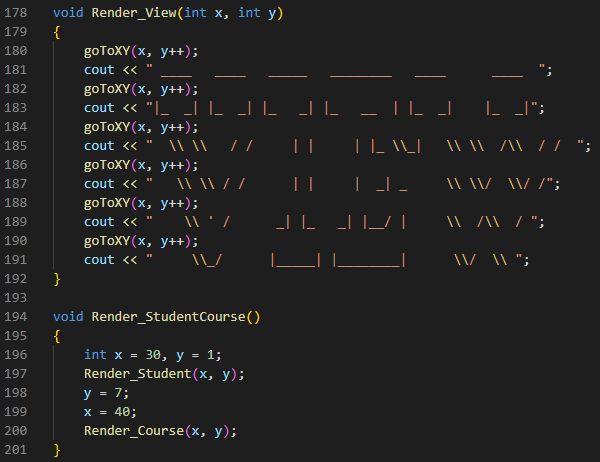 178 void Render_View(int x, int y)
179 {
180     goToXY(x, y++);
181     cout << " ____   ____   _____   ________   ____      ____  ";
182     goToXY(x, y++);
183     cout << "|_  _| |_  _| |_   _| |_   __  | |_  _|    |_  _|";
184     goToXY(x, y++);
185     cout << "  \\ \\   / /     | |     | |_ \\_|   \\ \\  /\\  / /  ";
186     goToXY(x, y++);
187     cout << "   \\ \\ / /      | |     |  _| _     \\ \\/  \\/ /";
188     goToXY(x, y++);
189     cout << "    \\ ' /      _| |_   _| |__/ |     \\  /\\  / ";
190     goToXY(x, y++);
191     cout << "     \\_/      |_____| |________|      \\/  \\ ";
192 }
193
194 void Render_StudentCourse()
195 {
196     int x = 30, y = 1;
197     Render_Student(x, y);
198     y = 7;
199     x = 40;
200     Render_Course(x, y);
201 }